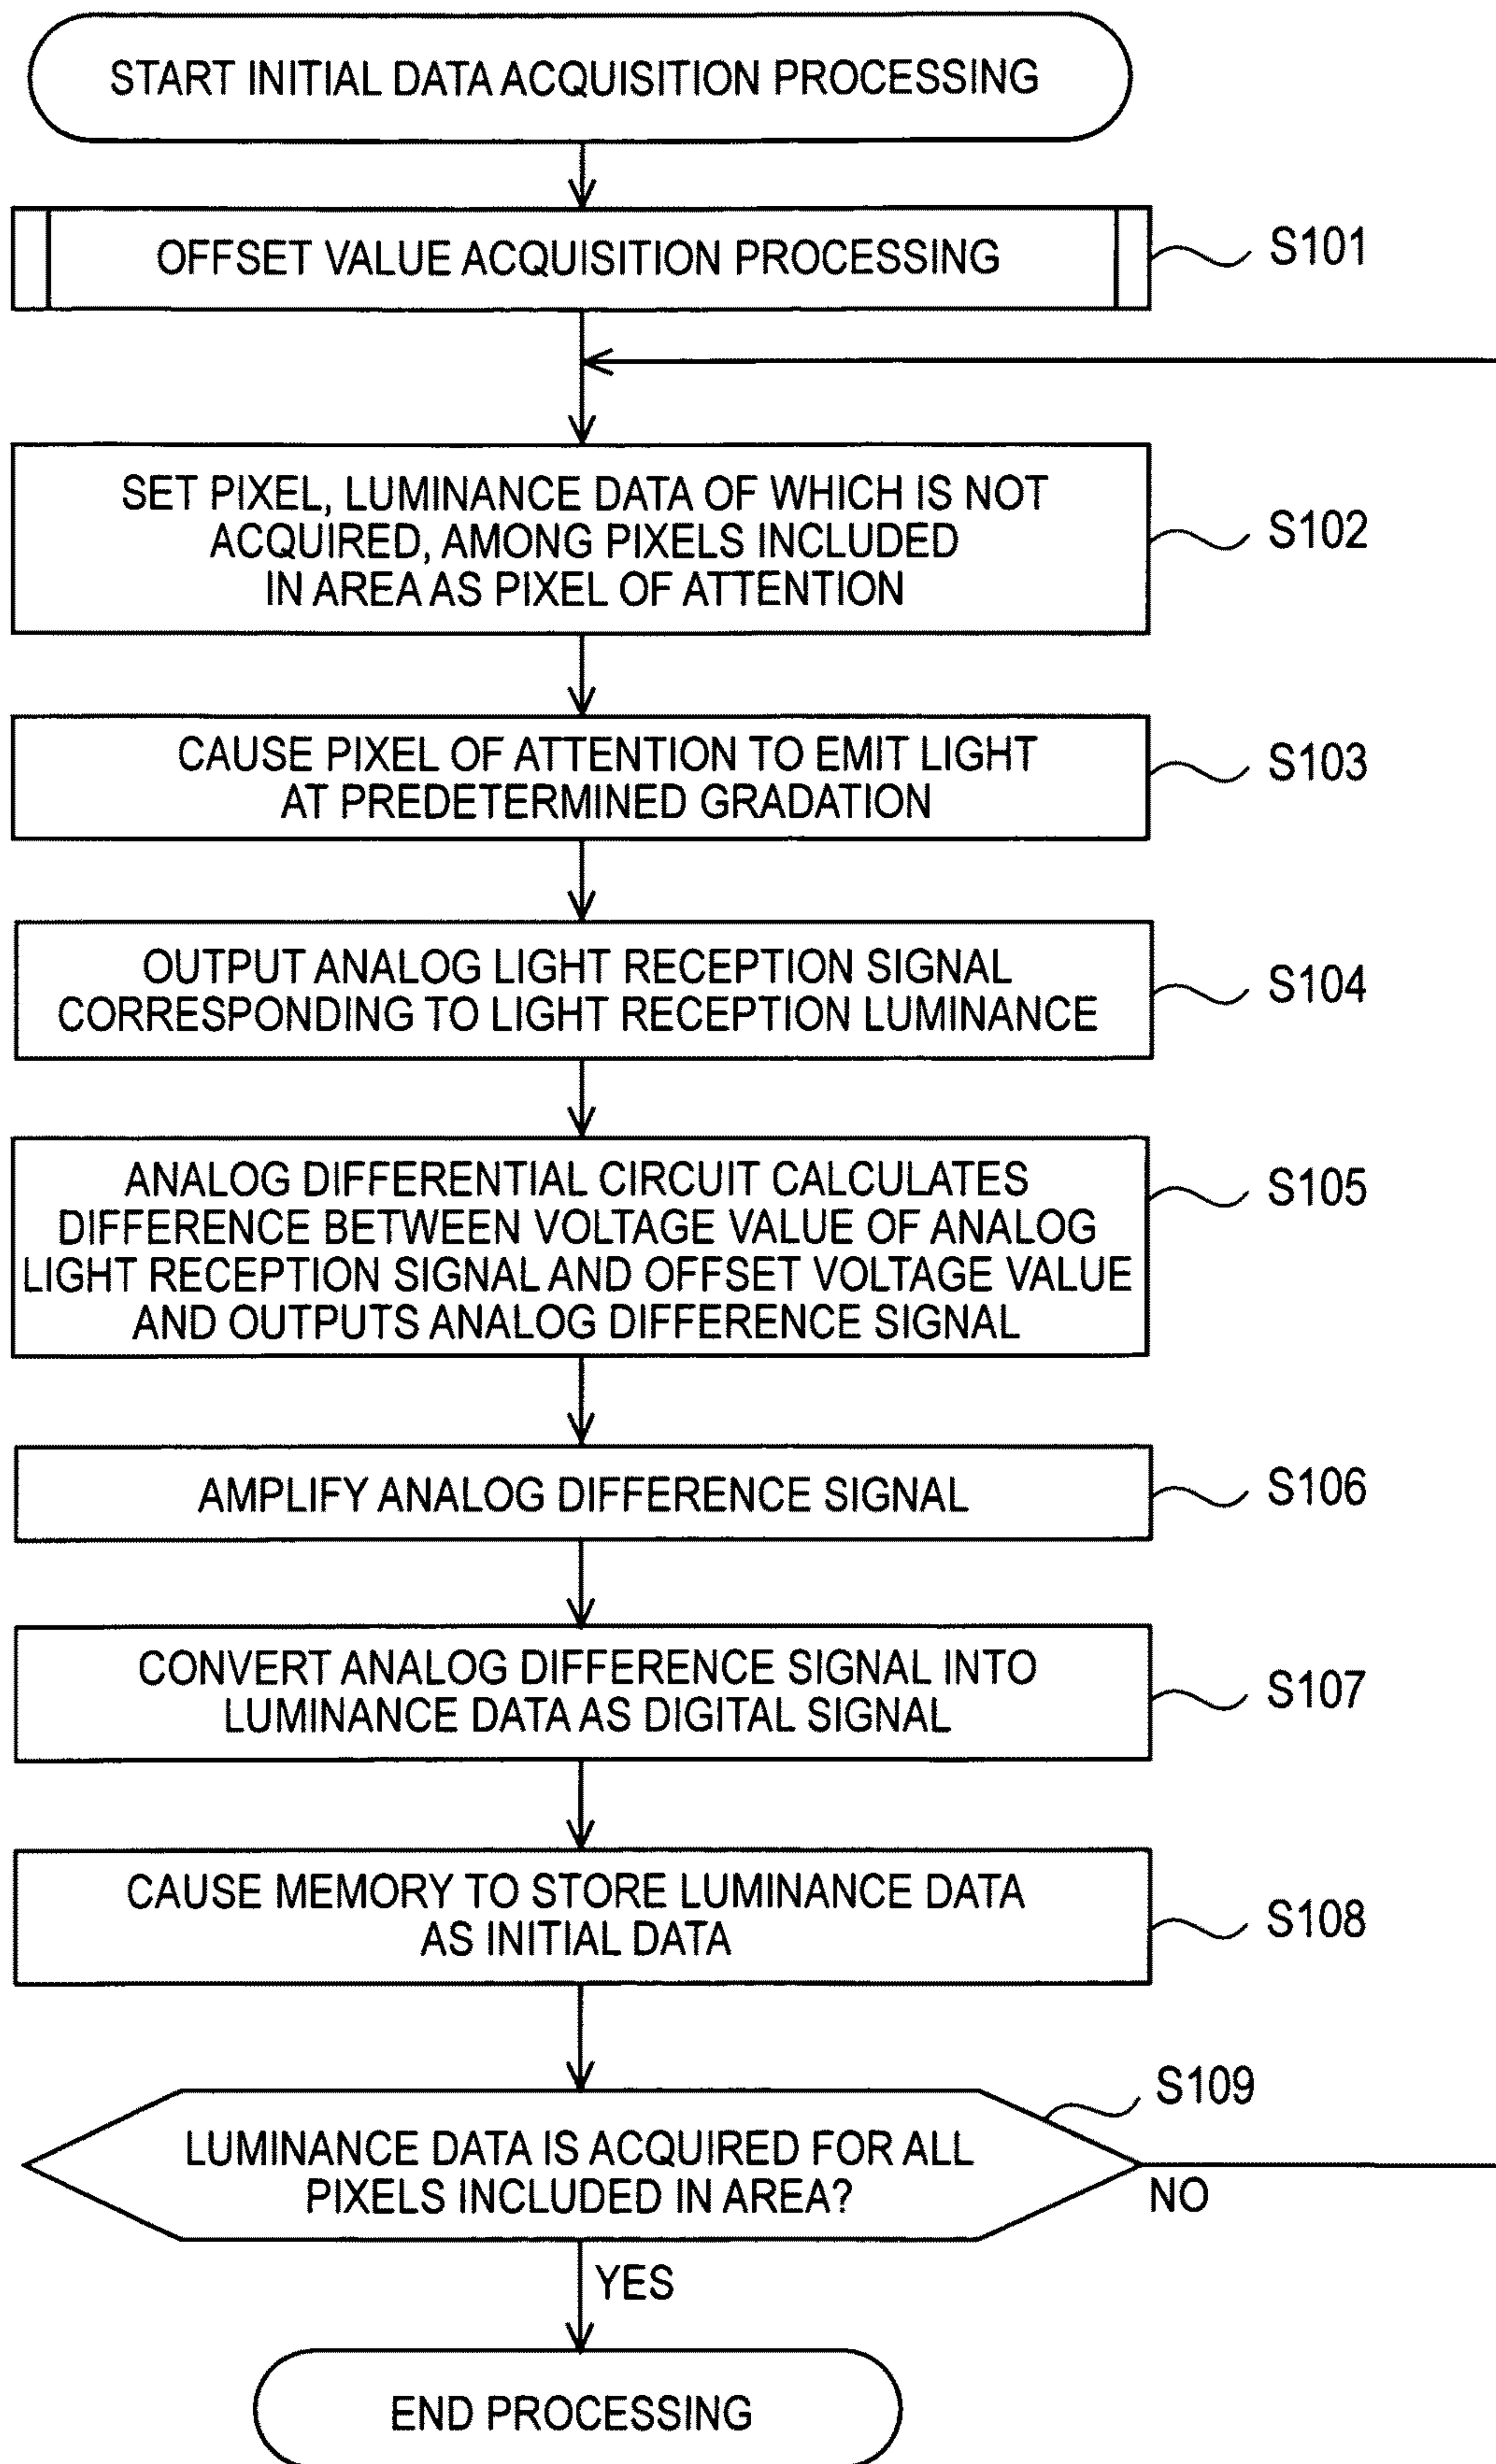 START INITIAL DATA ACQUISITION PROCESSING
OFFSET VALUE ACQUISITION PROCESSING
S101
SET PIXEL, LUMINANCE DATA OF WHICH IS NOT
ACQUIRED, AMONG PIXELS INCLUDED
IN AREA AS PIXEL OF ATTENTION
S102
CAUSE PIXEL OF ATTENTION TO EMIT LIGHT
AT PREDETERMINED GRADATION
S103
OUTPUT ANALOG LIGHT RECEPTION SIGNAL
CORRESPONDING TO LIGHT RECEPTION LUMINANCE
S104
ANALOG DIFFERENTIAL CIRCUIT CALCULATES
DIFFERENCE BETWEEN VOLTAGE VALUE OF ANALOG
LIGHT RECEPTION SIGNAL AND OFFSET VOLTAGE VALUE
AND OUTPUTS ANALOG DIFFERENCE SIGNAL
S105
AMPLIFY ANALOG DIFFERENCE SIGNAL
S106
CONVERT ANALOG DIFFERENCE SIGNAL INTO
LUMINANCE DATA AS DIGITAL SIGNAL
S107
CAUSE MEMORY TO STORE LUMINANCE DATA
AS INITIAL DATA
S108
S109
LUMINANCE DATA IS ACQUIRED FOR ALL
PIXELS INCLUDED IN AREA?
NO
YES
END PROCESSING